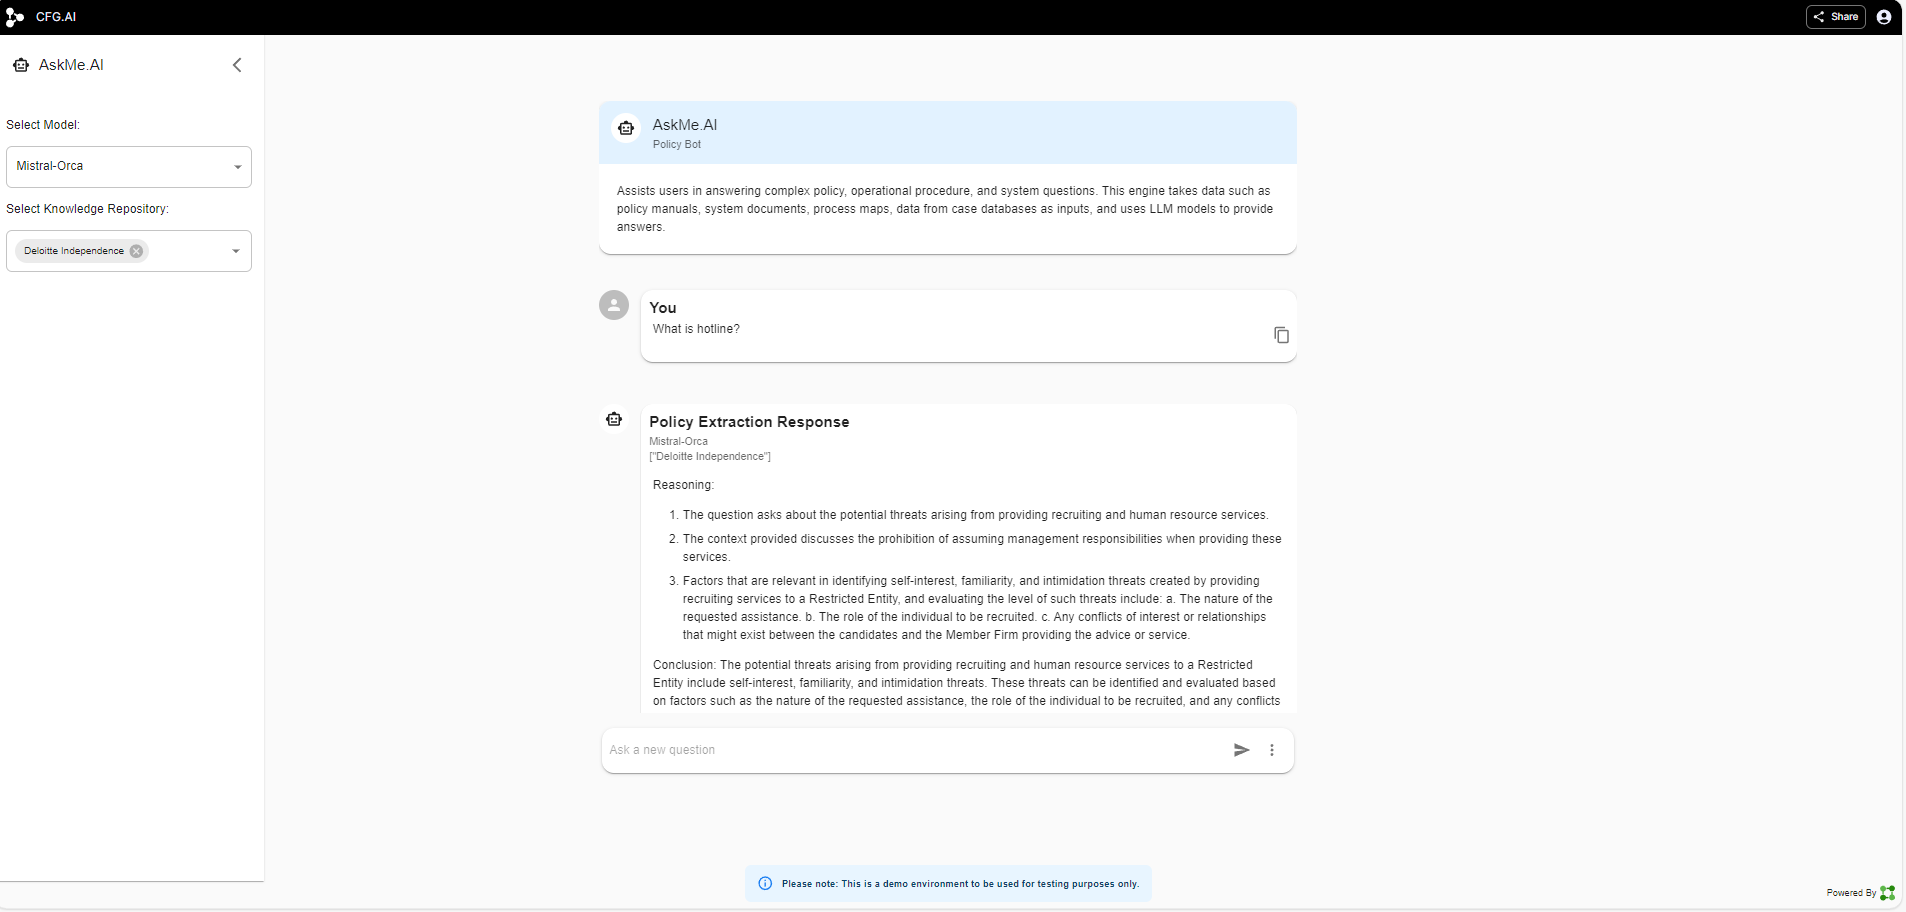 CFG.AI
Share
AskMe.AI
Select Model:
Mistral-Orca
Select Knowledge Repository:
Deloitte Independence
AskMe.AI
Policy Bot
Assists users in answering complex policy, operational procedure, and system questions. This engine takes data such as
policy manuals, system documents, process maps, data from case databases as inputs, and uses LLM models to provide
answers.
You
What is hotline?
Policy Extraction Response
Mistral-Orca
["Deloitte Independence"]
Reasoning:
1. The question asks about the potential threats arising from providing recruiting and human resource services.
2. The context provided discusses the prohibition of assuming management responsibilities when providing these
services.
3. Factors that are relevant in identifying self-interest, familiarity, and intimidation threats created by providing
recruiting services to a Restricted Entity, and evaluating the level of such threats include: a. The nature of the
requested assistance. b. The role of the individual to be recruited. c. Any conflicts of interest or relationships
that might exist between the candidates and the Member Firm providing the advice or service.
Conclusion: The potential threats arising from providing recruiting and human resource services to a Restricted
Entity include self-interest, familiarity, and intimidation threats. These threats can be identified and evaluated based
on factors such as the nature of the requested assistance, the role of the individual to be recruited, and any conflicts
Ask a new question
Please note: This is a demo environment to be used for testing purposes only.
Powered By